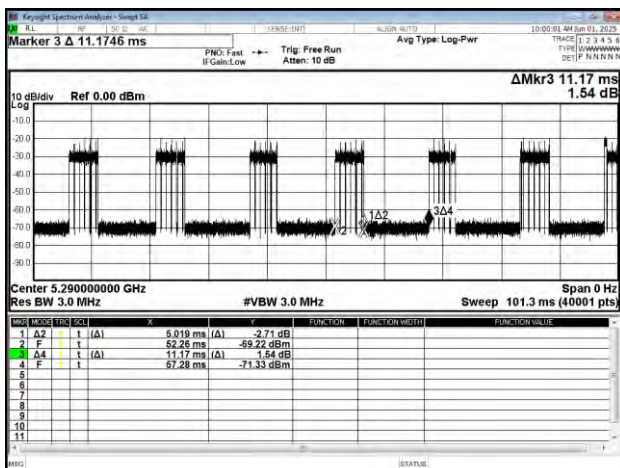 Keysight Spectrum Analyzer - Swept SA
RL RF 50 Ω AC SENSE:INT ALIGN AUTO 10:00:01 AM Jun 01, 2025
Marker 3 Δ 11.1746 ms
PNO: Fast Trig: Free Run Avg Type: Log-Pwr TRACE 1 2 3 4 5 6
IFGain:Low Atten: 10 dB TYPE WWWWWW
DET P N N N N N
ΔMkr3 11.17 ms
1.54 dB
10 dB/div Ref 0.00 dBm
Log
-10.0
-20.0
-30.0
-40.0
-50.0
-60.0
-70.0
-80.0
-90.0
2
1Δ2
3Δ4
Center 5.290000000 GHz Span 0 Hz
Res BW 3.0 MHz #VBW 3.0 MHz Sweep 101.3 ms (40001 pts)
MKR MODE TRC SCL X Y FUNCTION FUNCTION WIDTH FUNCTION VALUE
1 Δ2 1 t (Δ) 5.019 ms (Δ) -2.71 dB
2 F 1 t 52.26 ms -69.22 dBm
3 Δ4 1 t (Δ) 11.17 ms (Δ) 1.54 dB
4 F 1 t 57.28 ms -71.33 dBm
5
6
7
8
9
10
11
MSG STATUS